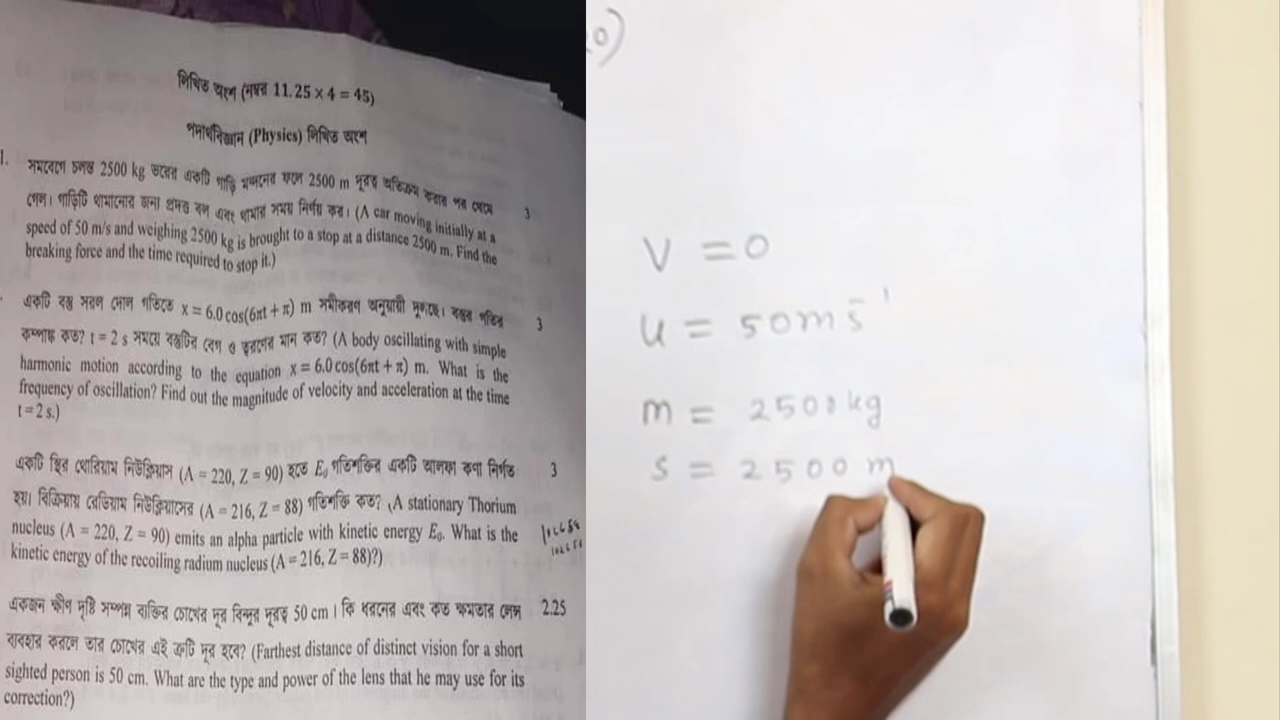 লিখিত অংশ (নম্বর 11.25 × 4 = 45)
পদার্থবিজ্ঞান (Physics) লিখিত অংশ
1. সমবেগে চলন্ত 2500 kg ভরের একটি গাড়ি মন্দনের ফলে 2500 m দূরত্ব অতিক্রম করার পর থেমে
গেল। গাড়িটি থামানোর জন্য প্রদত্ত বল এবং থামার সময় নির্ণয় কর। (A car moving initially at a 3
speed of 50 m/s and weighing 2500 kg is brought to a stop at a distance 2500 m. Find the
breaking force and the time required to stop it.)
একটি বস্তু সরল দোল গতিতে x = 6.0 cos(6πt + π) m সমীকরণ অনুযায়ী দুলছে। বস্তুর গতির 3
কম্পাঙ্ক কত? t = 2 s সময়ে বস্তুটির বেগ ও ত্বরণের মান কত? (A body oscillating with simple
harmonic motion according to the equation x = 6.0 cos(6πt + π) m. What is the
frequency of oscillation? Find out the magnitude of velocity and acceleration at the time
t = 2 s.)
একটি স্থির থোরিয়াম নিউক্লিয়াস (A = 220, Z = 90) হতে E₀ গতিশক্তির একটি আলফা কণা নির্গত 3
হয়। বিক্রিয়ায় রেডিয়াম নিউক্লিয়াসের (A = 216, Z = 88) গতিশক্তি কত? (A stationary Thorium
nucleus (A = 220, Z = 90) emits an alpha particle with kinetic energy E₀. What is the
kinetic energy of the recoiling radium nucleus (A = 216, Z = 88)?)
একজন ক্ষীণ দৃষ্টি সম্পন্ন ব্যক্তির চোখের দূর বিন্দুর দূরত্ব 50 cm। কি ধরনের এবং কত ক্ষমতার লেন্স 2.25
ব্যবহার করলে তার চোখের এই ত্রুটি দূর হবে? (Farthest distance of distinct vision for a short
sighted person is 50 cm. What are the type and power of the lens that he may use for its
correction?)
0)
V = 0
u = 50 m s⁻¹
m = 2500 kg
s = 2500 m